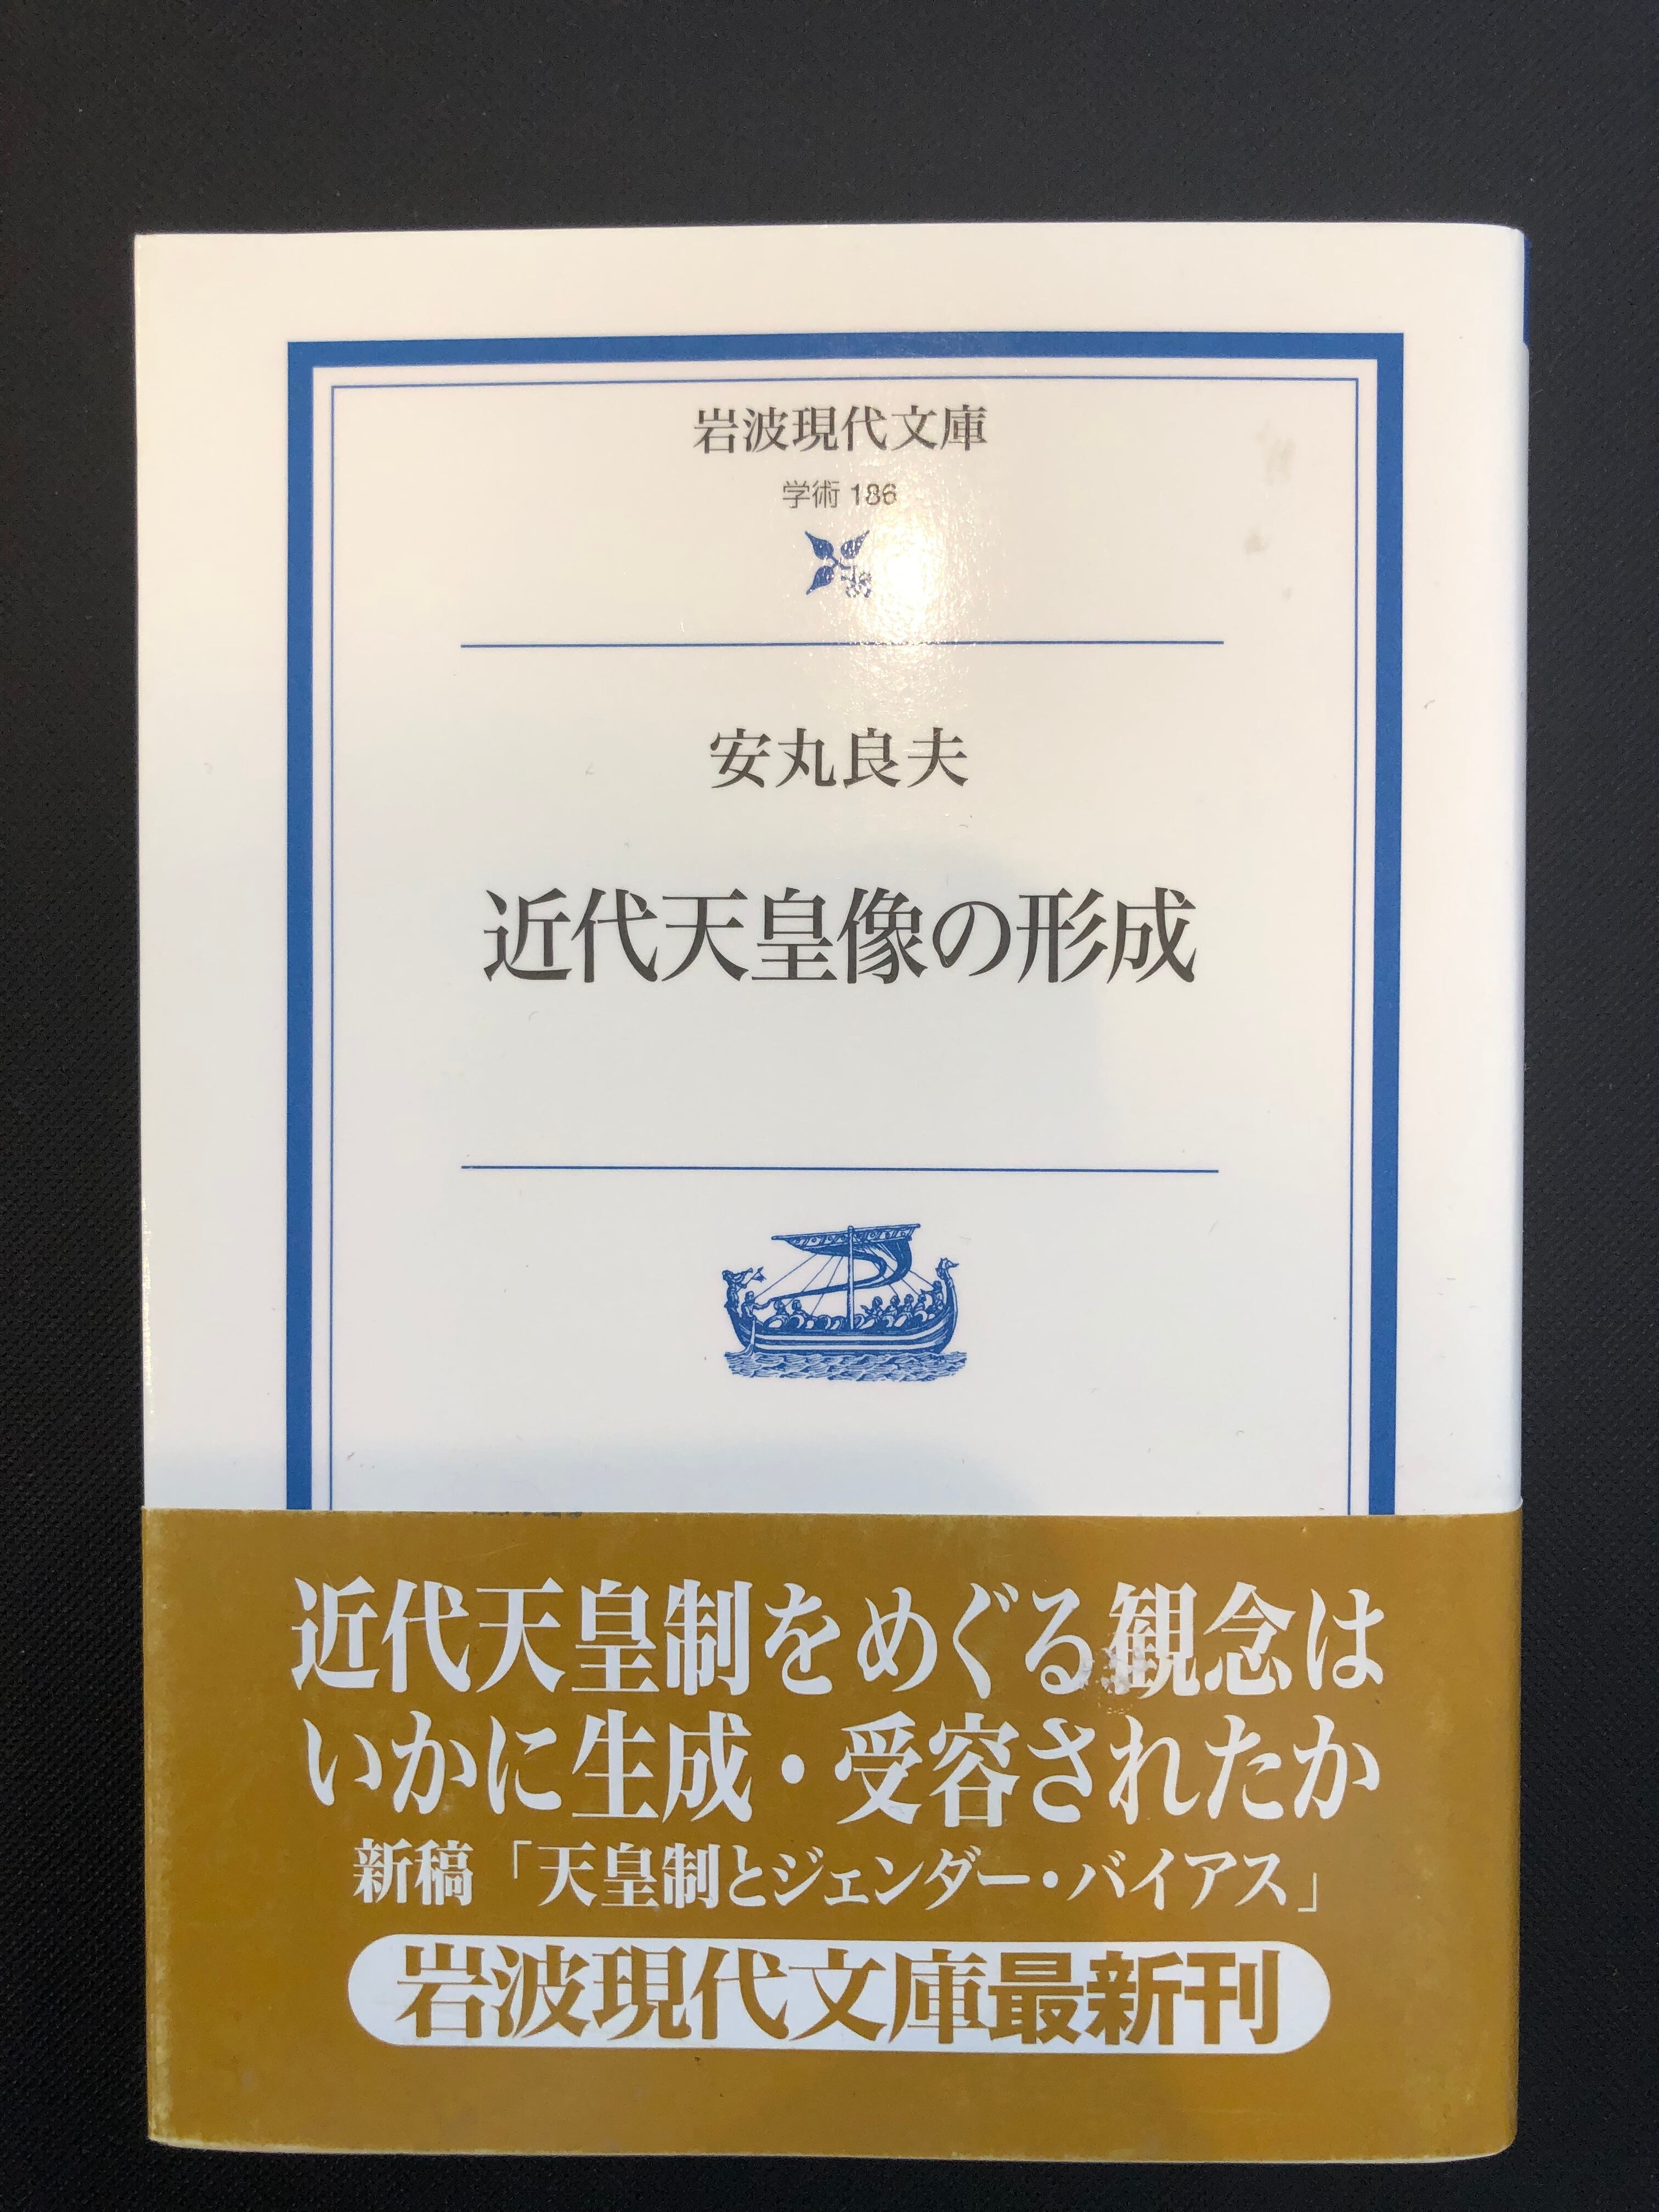 岩波現代文庫
学術 186
安丸良夫
近代天皇像の形成
近代天皇制をめぐる観念は
いかに生成・受容されたか
新稿「天皇制とジェンダー・バイアス」
岩波現代文庫最新刊